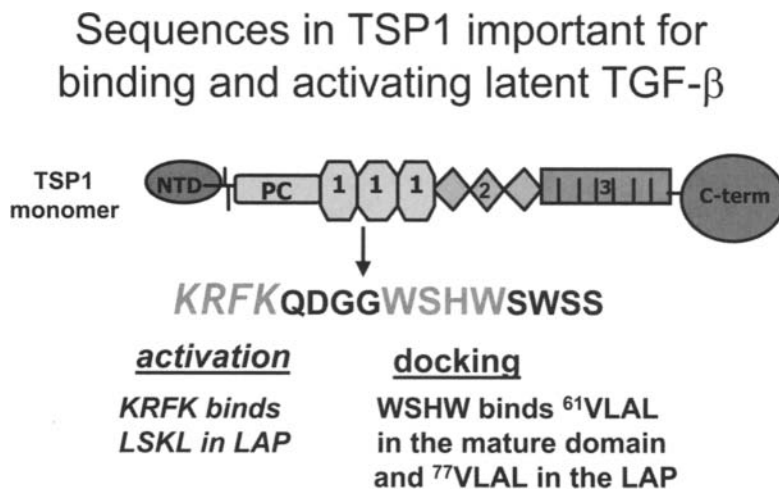 Sequences in TSP1 important for
binding and activating latent TGF-β
TSP1
monomer
NTD
PC
1
1
1
2
3
C-term
KRFKQDGGWSHWSWSS
activation
KRFK binds
LSKL in LAP
docking
WSHW binds ⁶¹VLAL
in the mature domain
and ⁷⁷VLAL in the LAP